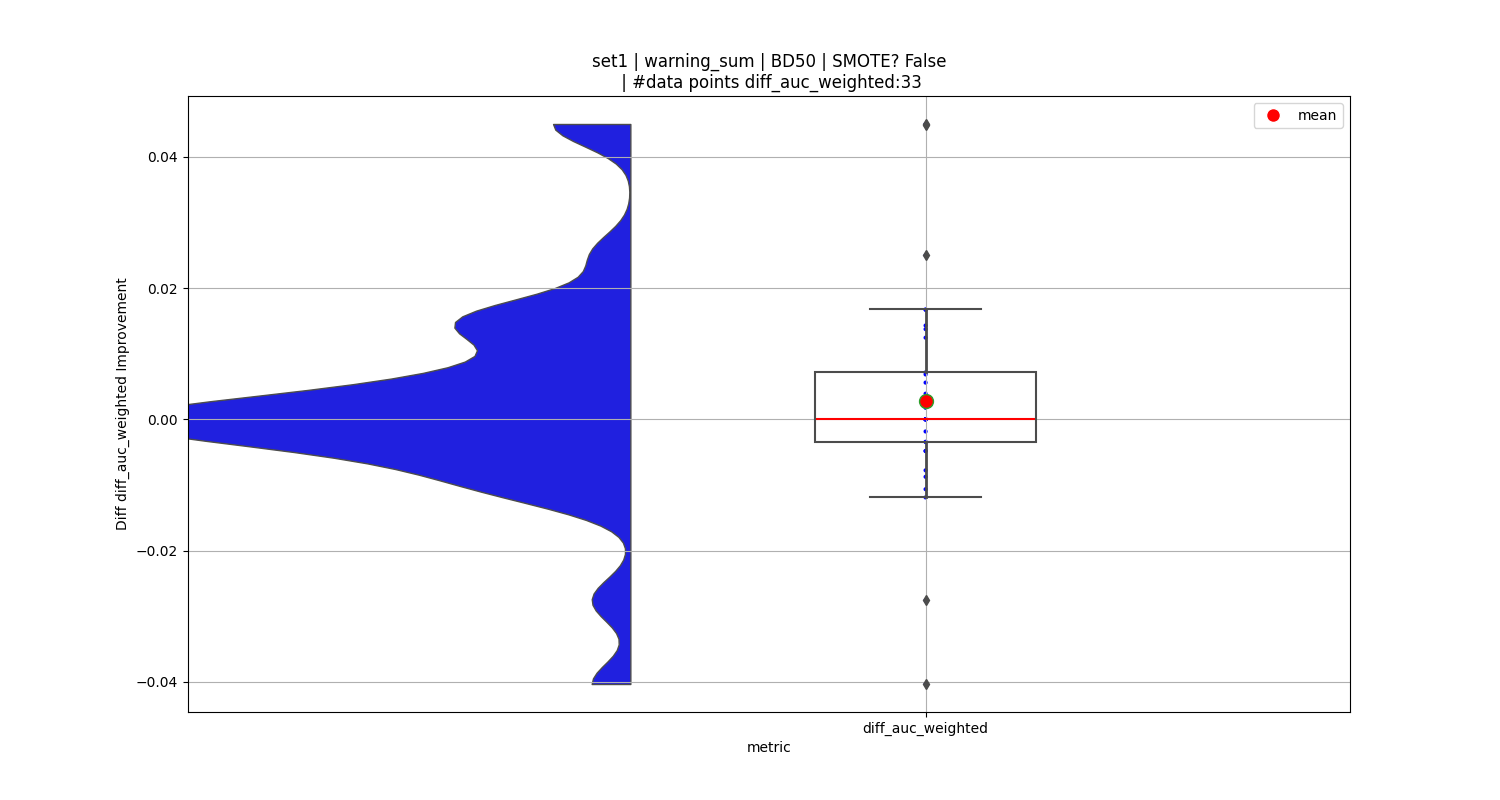 set1 | warning_sum | BD50 | SMOTE? False
| #data points diff_auc_weighted:33
mean
0.04
0.02
0.00
−0.02
−0.04
Diff diff_auc_weighted Improvement
diff_auc_weighted
metric